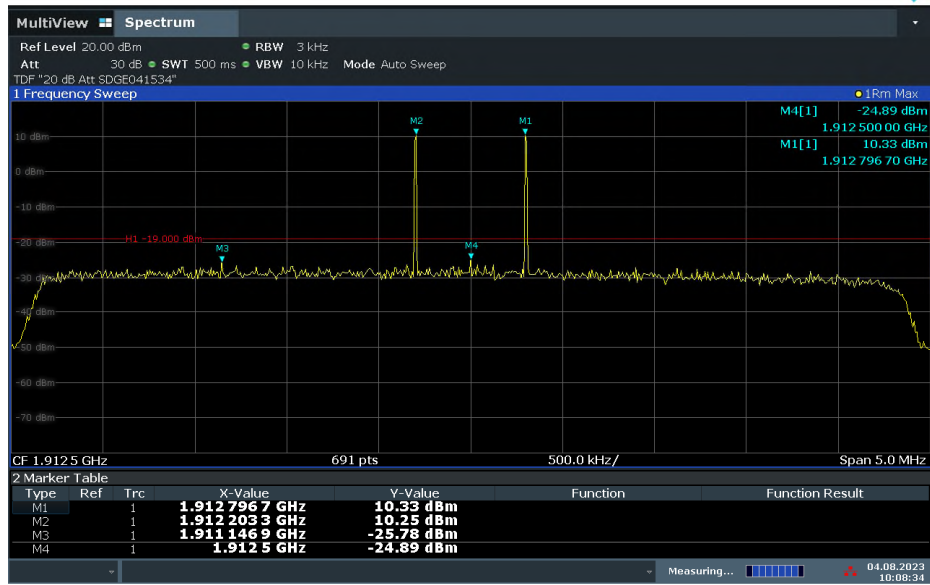 MultiView Spectrum
Ref Level 20.00 dBm RBW 3 kHz
Att 30 dB SWT 500 ms VBW 10 kHz Mode Auto Sweep
TDF "20 dB Att SDGE041534"
1 Frequency Sweep 1Rm Max
M4[1] -24.89 dBm
1.912 500 00 GHz
M1[1] 10.33 dBm
1.912 796 70 GHz
M2 M1
10 dBm
0 dBm
-10 dBm
-20 dBm
H1 -19.000 dBm
M3 M4
-30 dBm
-40 dBm
-50 dBm
-60 dBm
-70 dBm
CF 1.912 5 GHz 691 pts 500.0 kHz/ Span 5.0 MHz
2 Marker Table
Type Ref Trc X-Value Y-Value Function Function Result
M1 1 1.912 796 7 GHz 10.33 dBm
M2 1 1.912 203 3 GHz 10.25 dBm
M3 1 1.911 146 9 GHz -25.78 dBm
M4 1 1.912 5 GHz -24.89 dBm
Measuring... 04.08.2023
10:08:34